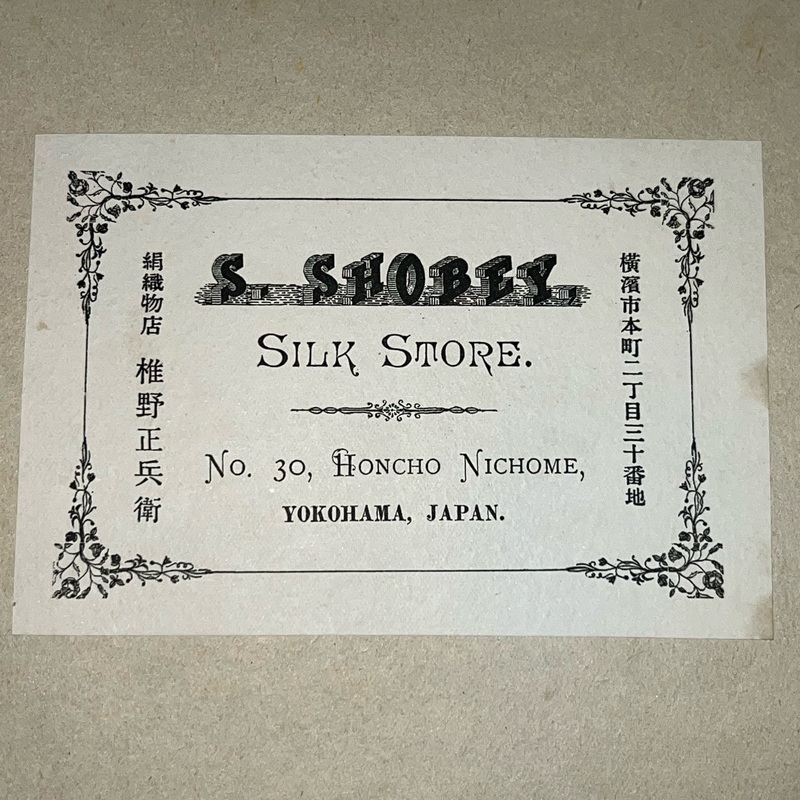 S. SHOBEY,
SILK STORE.
No. 30, HONCHO NICHOME,
YOKOHAMA, JAPAN.
橫濱市本町二丁目三十番地
絹織物店 椎野正兵衛